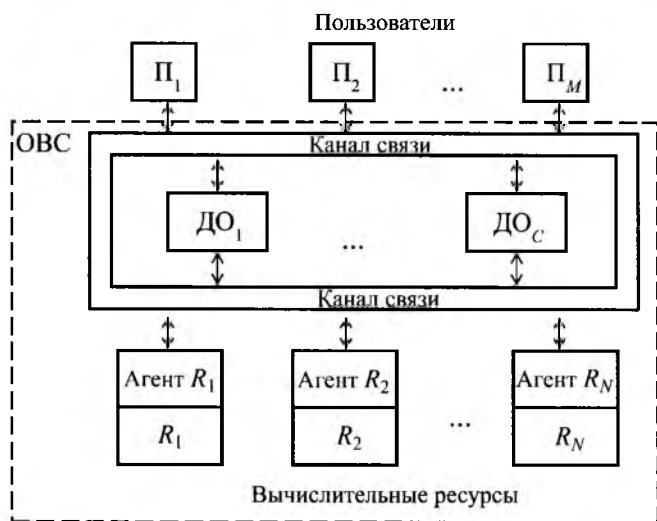 Пользователи
П1 П2 ... ПM
ОВС
Канал связи
ДО1 ... ДОC
Канал связи
Агент R1 Агент R2 Агент RN
R1 R2 ... RN
Вычислительные ресурсы